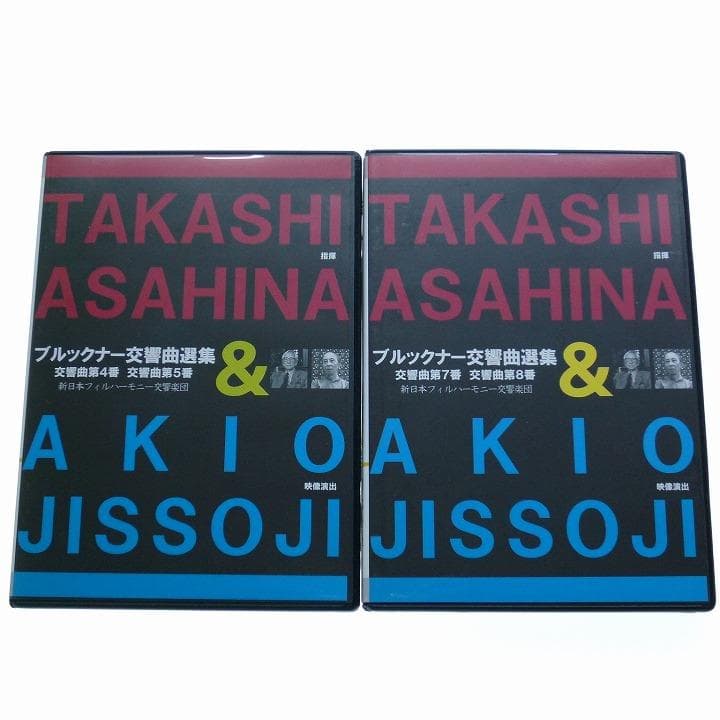 TAKASHI
指揮
ASAHINA
ブルックナー交響曲選集
交響曲第4番 交響曲第5番
新日本フィルハーモニー交響楽団
&
AKIO
映像演出
JISSOJI
TAKASHI
指揮
ASAHINA
ブルックナー交響曲選集
交響曲第7番 交響曲第8番
新日本フィルハーモニー交響楽団
&
AKIO
映像演出
JISSOJI